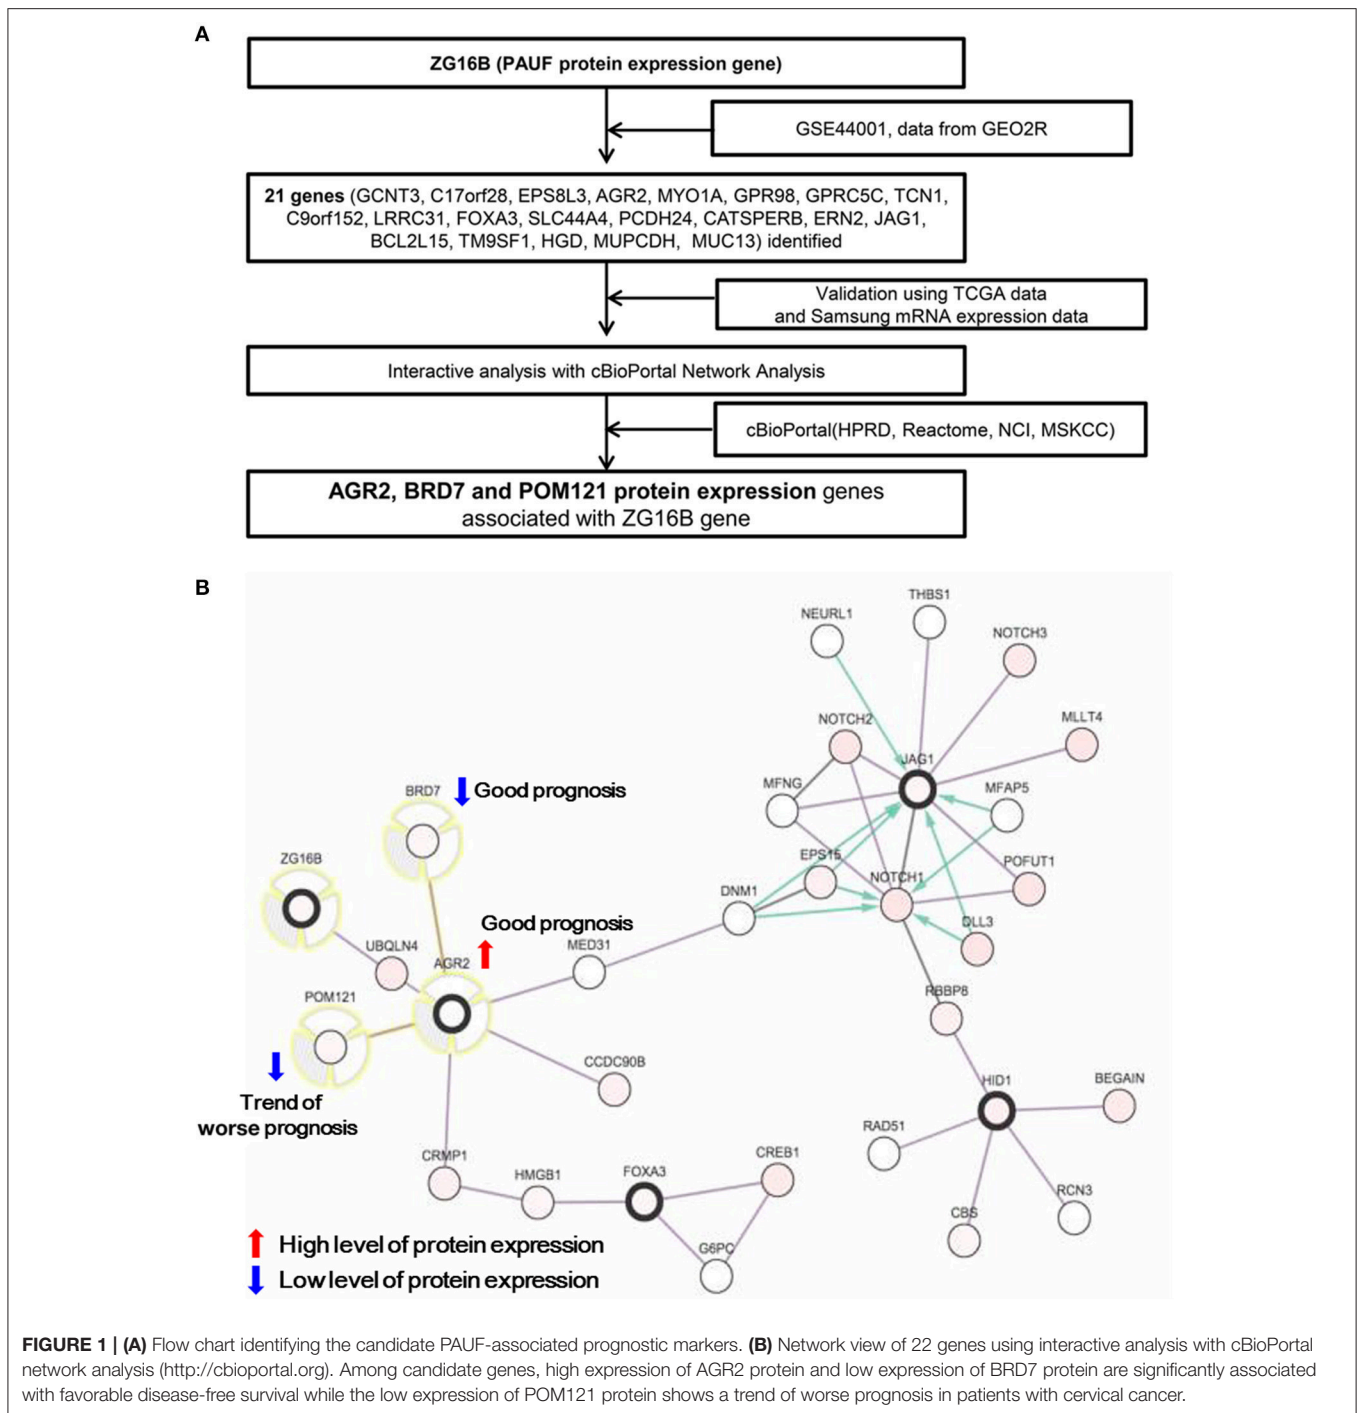 A
ZG16B (PAUF protein expression gene)
GSE44001, data from GEO2R
21 genes (GCNT3, C17orf28, EPS8L3, AGR2, MYO1A, GPR98, GPRC5C, TCN1,
C9orf152, LRRC31, FOXA3, SLC44A4, PCDH24, CATSPERB, ERN2, JAG1,
BCL2L15, TM9SF1, HGD, MUPCDH, MUC13) identified
Validation using TCGA data
and Samsung mRNA expression data
Interactive analysis with cBioPortal Network Analysis
cBioPortal(HPRD, Reactome, NCI, MSKCC)
AGR2, BRD7 and POM121 protein expression genes
associated with ZG16B gene
B
THBS1
NEURL1
NOTCH3
NOTCH2
MLLT4
JAG1
MFNG
MFAP5
BRD7
Good prognosis
ZG16B
EPS15
POFUT1
NOTCH1
DNM1
Good prognosis
DLL3
UBQLN4
MED31
AGR2
POM121
RBBP8
CCDC90B
HID1
BEGAIN
Trend of
worse prognosis
RAD51
CRMP1
HMGB1
FOXA3
CREB1
RCN3
CBS
G6PC
High level of protein expression
Low level of protein expression
FIGURE 1 | (A) Flow chart identifying the candidate PAUF-associated prognostic markers. (B) Network view of 22 genes using interactive analysis with cBioPortal
network analysis (http://cbioportal.org). Among candidate genes, high expression of AGR2 protein and low expression of BRD7 protein are significantly associated
with favorable disease-free survival while the low expression of POM121 protein shows a trend of worse prognosis in patients with cervical cancer.